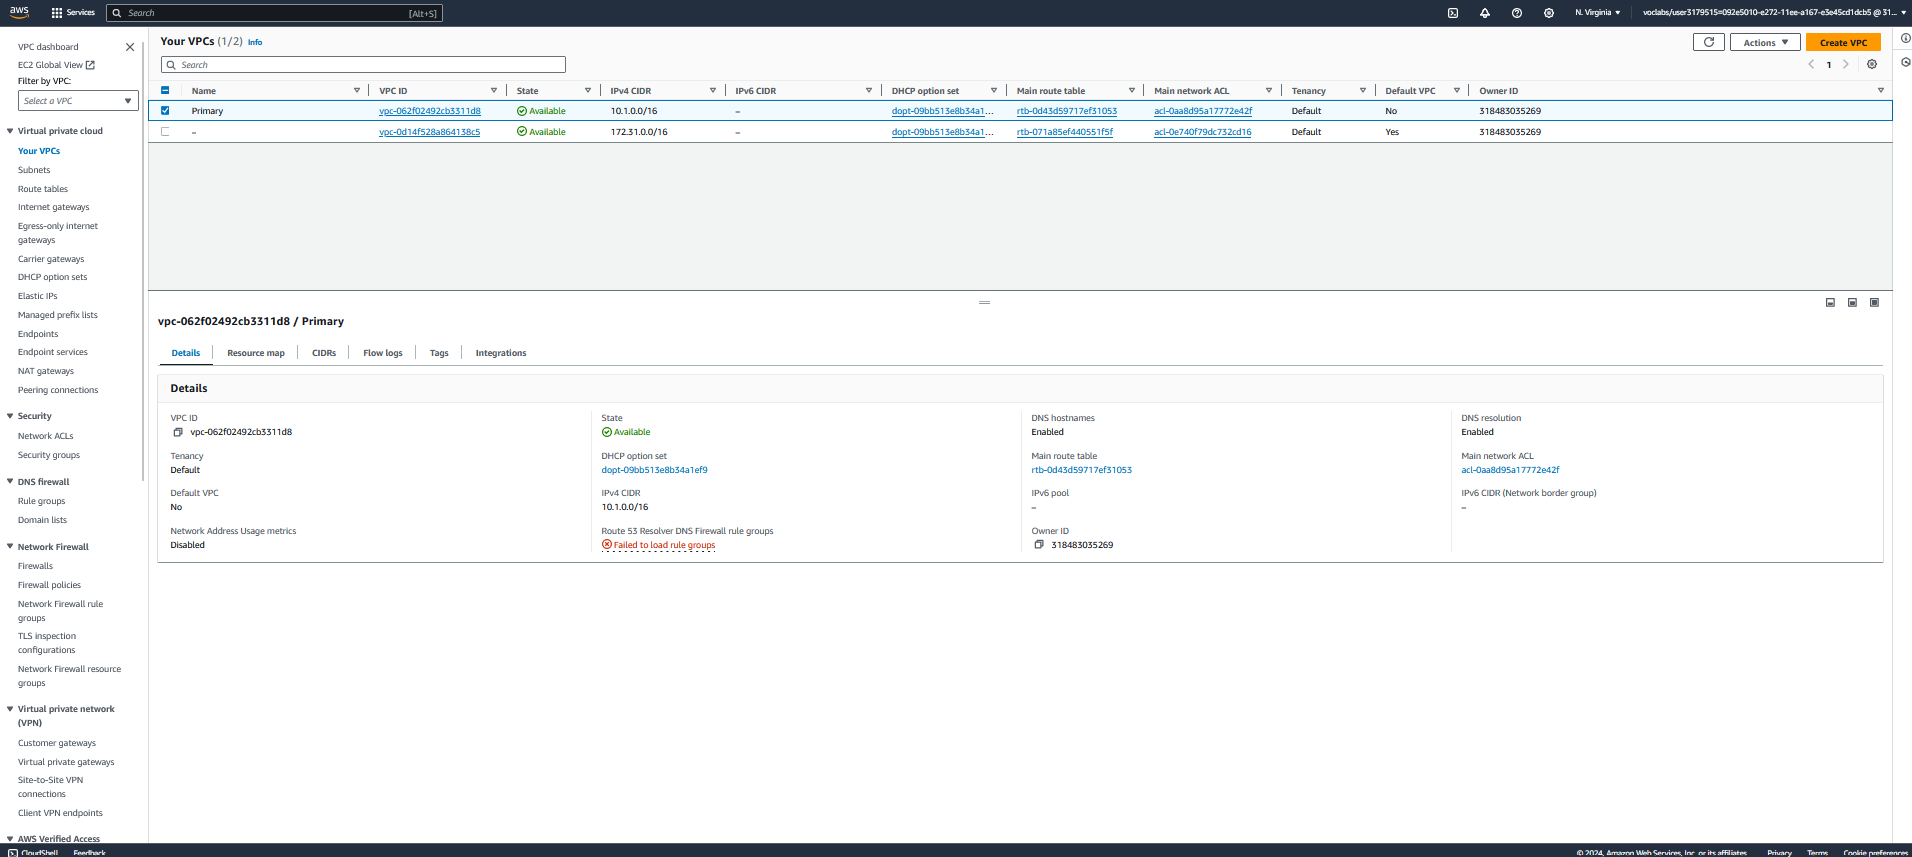 aws Services Search [Alt+S] N. Virginia voclabs/user3179515=092e5010-e272-11ee-a167-e3e45cd1dcb5 @ 31...
VPC dashboard
EC2 Global View
Filter by VPC:
Select a VPC
Virtual private cloud
Your VPCs
Subnets
Route tables
Internet gateways
Egress-only internet
gateways
Carrier gateways
DHCP option sets
Elastic IPs
Managed prefix lists
Endpoints
Endpoint services
NAT gateways
Peering connections
Security
Network ACLs
Security groups
DNS firewall
Rule groups
Domain lists
Network Firewall
Firewalls
Firewall policies
Network Firewall rule
groups
TLS inspection
configurations
Network Firewall resource
groups
Virtual private network
(VPN)
Customer gateways
Virtual private gateways
Site-to-Site VPN
connections
Client VPN endpoints
AWS Verified Access
Your VPCs (1/2) Info
Actions Create VPC
Search
1
Name VPC ID State IPv4 CIDR IPv6 CIDR DHCP option set Main route table Main network ACL Tenancy Default VPC Owner ID
Primary vpc-062f02492cb3311d8 Available 10.1.0.0/16 – dopt-09bb513e8b34a1... rtb-0d43d59717ef31053 acl-0aa8d95a17772e42f Default No 318483035269
– vpc-0d14f528a864138c5 Available 172.31.0.0/16 – dopt-09bb513e8b34a1... rtb-071a85ef440551f5f acl-0e740f79dc732cd16 Default Yes 318483035269
vpc-062f02492cb3311d8 / Primary
Details Resource map CIDRs Flow logs Tags Integrations
Details
VPC ID State DNS hostnames DNS resolution
vpc-062f02492cb3311d8 Available Enabled Enabled
Tenancy DHCP option set Main route table Main network ACL
Default dopt-09bb513e8b34a1ef9 rtb-0d43d59717ef31053 acl-0aa8d95a17772e42f
Default VPC IPv4 CIDR IPv6 pool IPv6 CIDR (Network border group)
No 10.1.0.0/16 – –
Network Address Usage metrics Route 53 Resolver DNS Firewall rule groups Owner ID
Disabled Failed to load rule groups 318483035269
CloudShell Feedback © 2024, Amazon Web Services, Inc. or its affiliates. Privacy Terms Cookie preferences